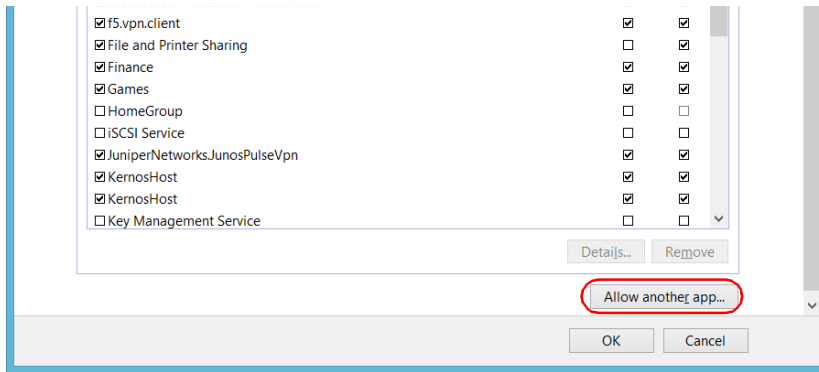 f5.vpn.client
File and Printer Sharing
Finance
Games
HomeGroup
iSCSI Service
JuniperNetworks.JunosPulseVpn
KernosHost
KernosHost
Key Management Service
Details... Remove
Allow another app...
OK Cancel